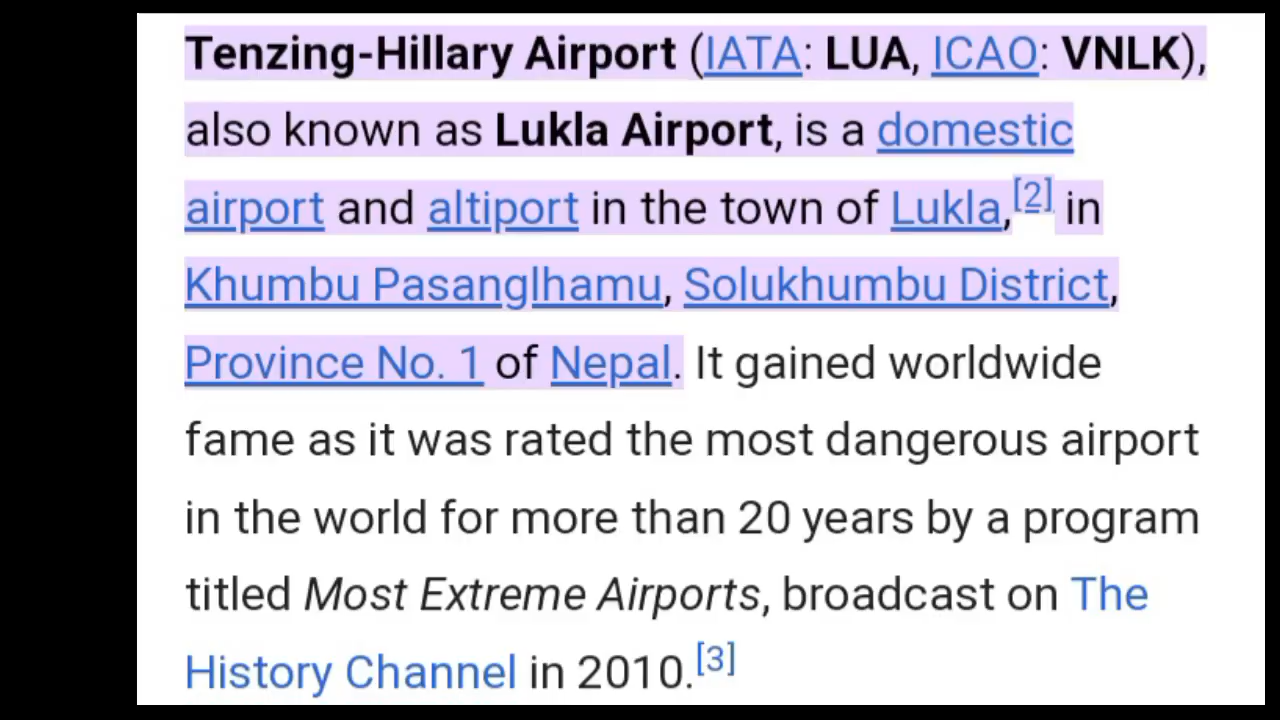 Tenzing-Hillary Airport (IATA: LUA, ICAO: VNLK),
also known as Lukla Airport, is a domestic
airport and altiport in the town of Lukla,[2] in
Khumbu Pasanglhamu, Solukhumbu District,
Province No. 1 of Nepal. It gained worldwide
fame as it was rated the most dangerous airport
in the world for more than 20 years by a program
titled Most Extreme Airports, broadcast on The
History Channel in 2010.[3]